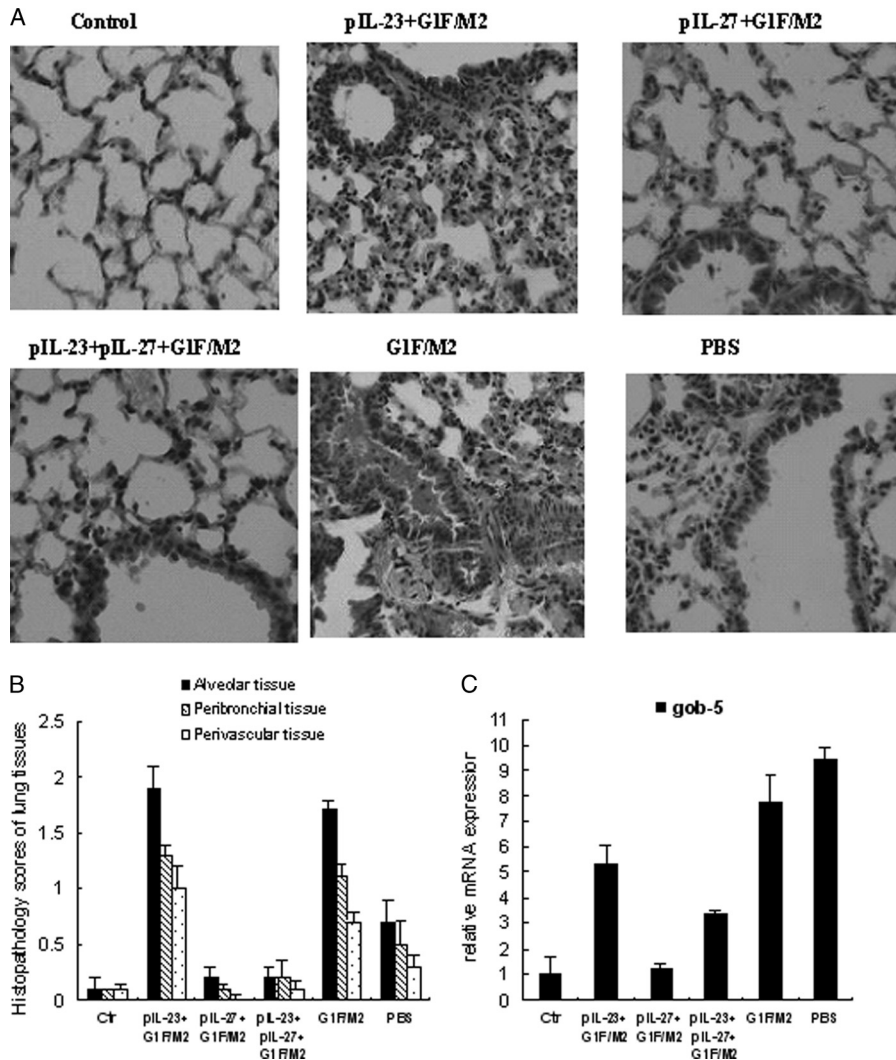 A
Control
pIL-23+G1F/M2
pIL-27+G1F/M2
pIL-23+pIL-27+G1F/M2
G1F/M2
PBS
B
Alveolar tissue
Peribronchial tissue
Perivascular tissue
Histopathology scores of lung tissues
2.5
2
1.5
1
0.5
0
Ctr
pIL-23+
G1F/M2
pIL-27+
G1F/M2
pIL-23+
pIL-27+
G1F/M2
G1F/M2
PBS
C
gob-5
relative mRNA expression
11
10
9
8
7
6
5
4
3
2
1
0
Ctr
pIL-23+
G1F/M2
pIL-27+
G1F/M2
pIL-23+
pIL-27+
G1F/M2
G1F/M2
PBS